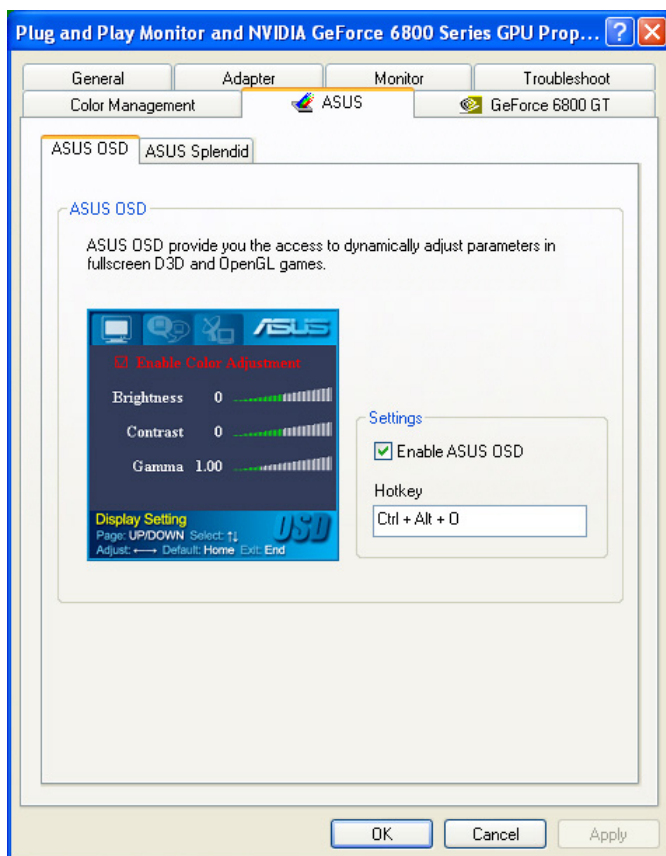 Plug and Play Monitor and NVIDIA GeForce 6800 Series GPU Prop...
General Adapter Monitor Troubleshoot
Color Management ASUS GeForce 6800 GT
ASUS OSD ASUS Splendid
ASUS OSD
ASUS OSD provide you the access to dynamically adjust parameters in
fullscreen D3D and OpenGL games.
ASUS
Enable Color Adjustment
Brightness 0
Contrast 0
Gamma 1.00
Display Setting
Page: UP/DOWN Select: ↑↓
Adjust: ←→ Default: Home Exit: End
OSD
Settings
Enable ASUS OSD
Hotkey
Ctrl + Alt + O
OK Cancel Apply